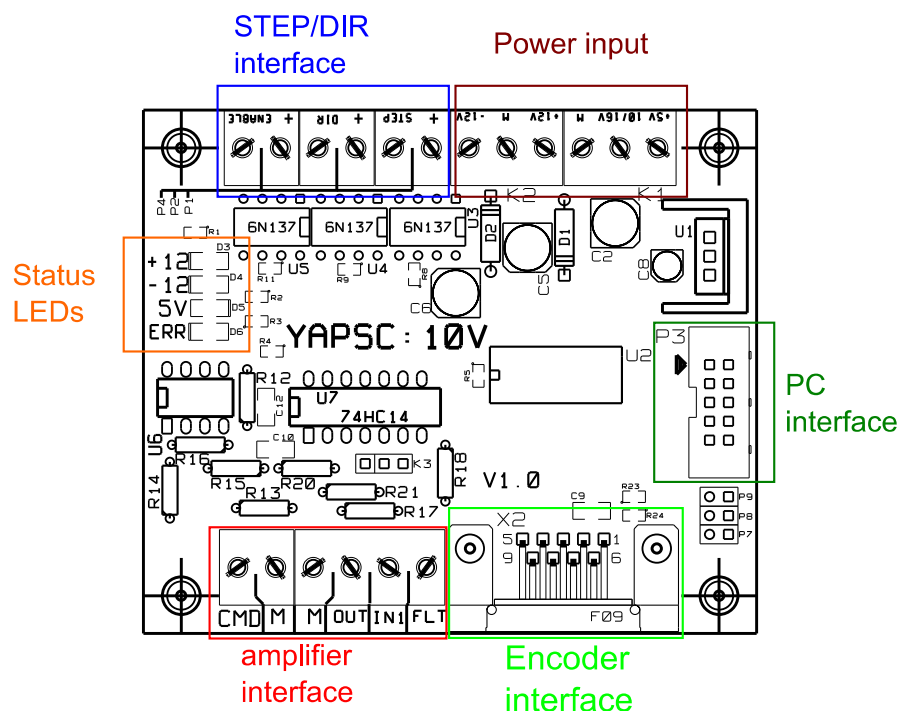 STEP/DIR
interface
Power input
ENABLE + DIR + STEP +
-12V M +12V M 10/16V +5V
P4 P2 P1
R1
6N137 6N137 6N137
U3
K2
K1
D2
D1
C2
U1
C8
C5
C6
U5
U4
R11
R9
R8
Status
LEDs
+12 D3
-12 D4
5V D5
ERR D6
R2
R3
R4
YAPSC: 10V
R5
U2
P3
PC
interface
R12
U7
74HC14
C12
C10
U6
R16
R14
R15
R20
R13
R21
R17
K3
R18
V1.0
C9
R23
R24
P9
P8
P7
X2
5 1
9 6
F09
CMD M M OUT IN1 FLT
amplifier
interface
Encoder
interface